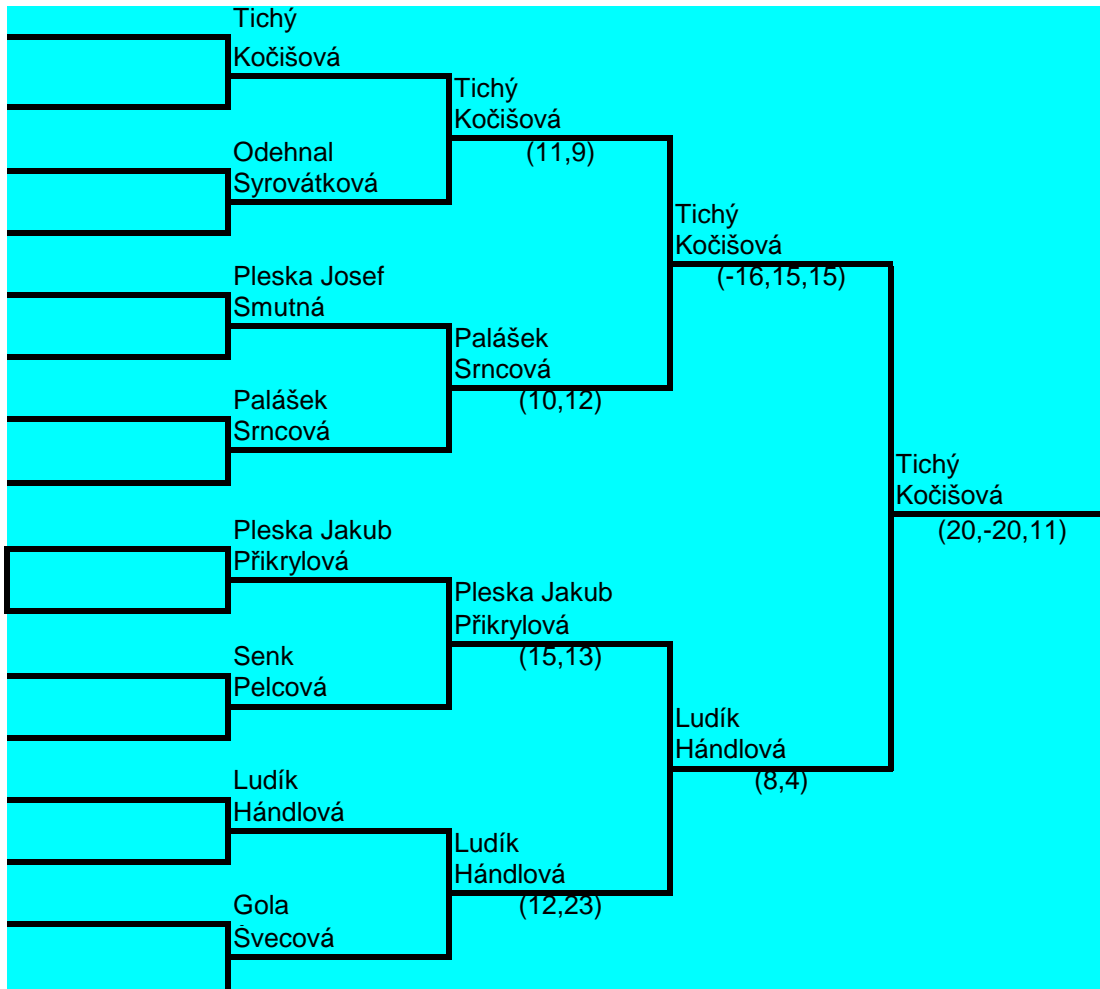 Tichý
Kočišová
Odehnal
Syrovátková
Pleska Josef
Smutná
Palášek
Srncová
Pleska Jakub
Přikrylová
Senk
Pelcová
Ludík
Hándlová
Gola
Švecová
Tichý
Kočišová
(11,9)
Palášek
Srncová
(10,12)
Pleska Jakub
Přikrylová
(15,13)
Ludík
Hándlová
(12,23)
Tichý
Kočišová
(-16,15,15)
Ludík
Hándlová
(8,4)
Tichý
Kočišová
(20,-20,11)